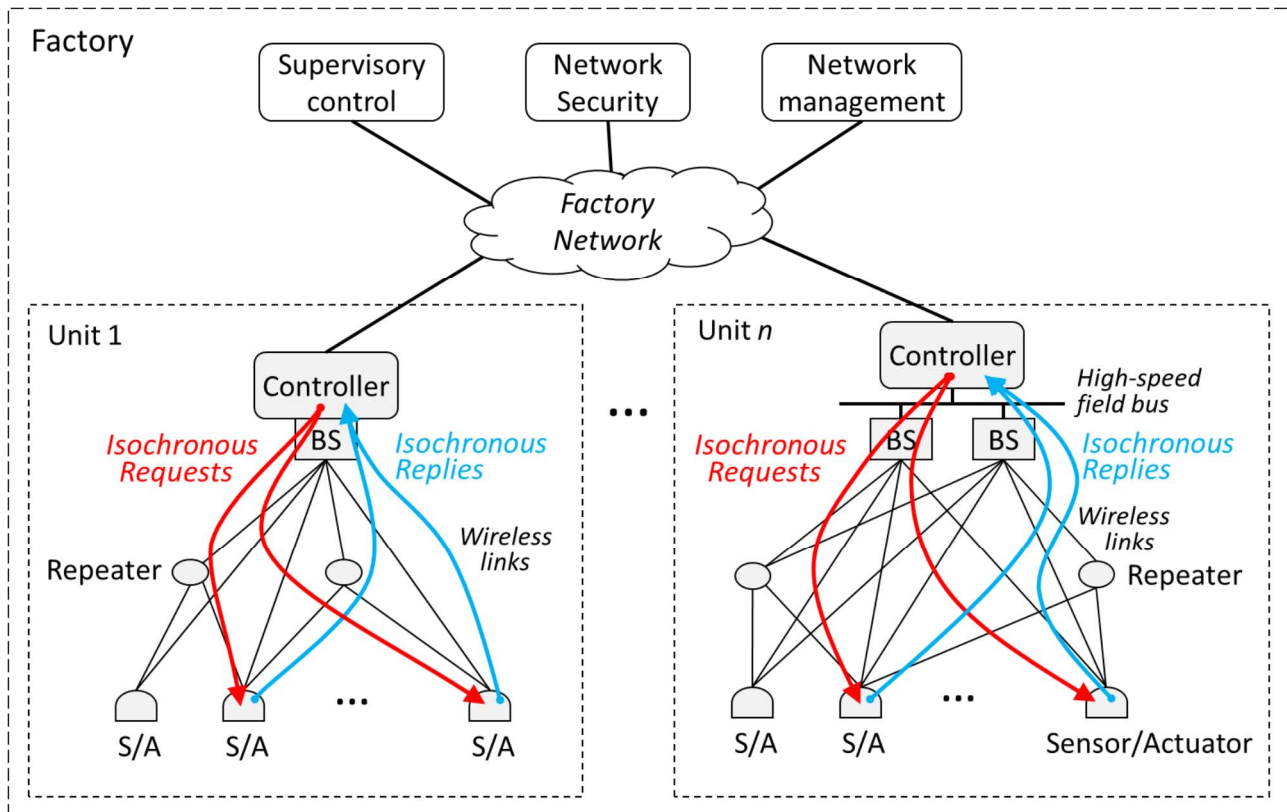 Factory
Supervisory
control
Network
Security
Network
management
Factory
Network
Unit 1
Controller
BS
Isochronous
Requests
Isochronous
Replies
Wireless
links
Repeater
...
S/A
S/A
S/A
...
Unit n
Controller
High-speed
field bus
BS
BS
Isochronous
Requests
Isochronous
Replies
Wireless
links
Repeater
...
S/A
S/A
Sensor/Actuator